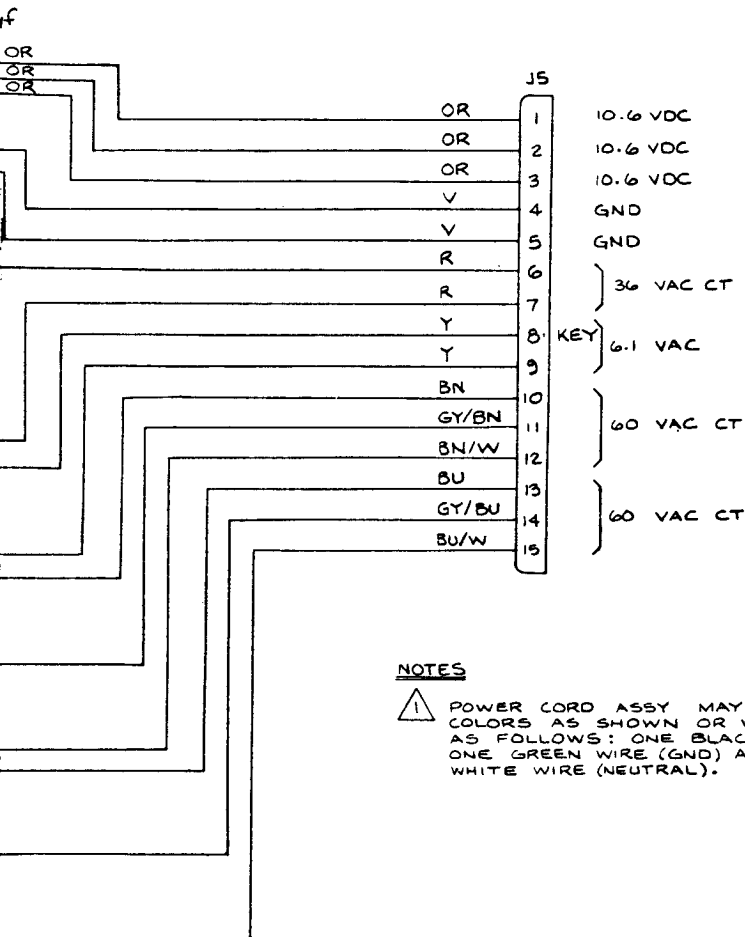 µf
OR
OR
OR
J5
OR 1 10.6 VDC
OR 2 10.6 VDC
OR 3 10.6 VDC
V 4 GND
V 5 GND
R 6
36 VAC CT
R 7
Y 8 KEY
6.1 VAC
Y 9
BN 10
GY/BN 11 60 VAC CT
BN/W 12
BU 13
GY/BU 14 60 VAC CT
BU/W 15
NOTES
1 POWER CORD ASSY MAY
COLORS AS SHOWN OR
AS FOLLOWS: ONE BLAC
ONE GREEN WIRE (GND) A
WHITE WIRE (NEUTRAL).